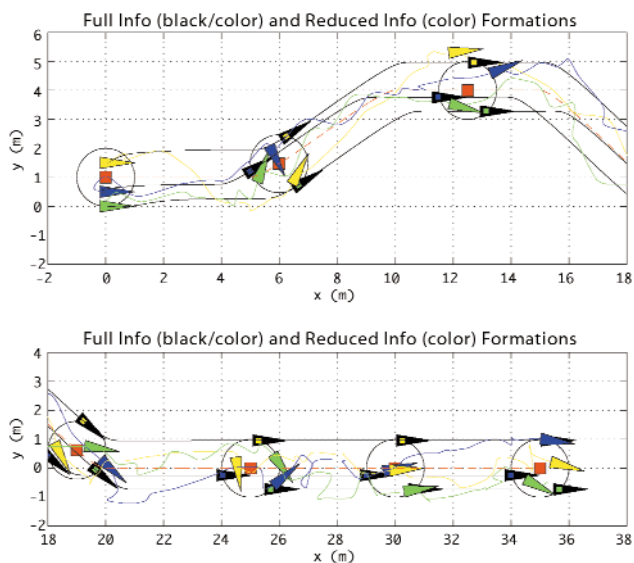 Full Info (black/color) and Reduced Info (color) Formations
6
5
4
3
2
1
0
-1
-2
y (m)
-2 0 2 4 6 8 10 12 14 16 18
x (m)
Full Info (black/color) and Reduced Info (color) Formations
4
3
2
1
0
-1
-2
y (m)
18 20 22 24 26 28 30 32 34 36 38
x (m)